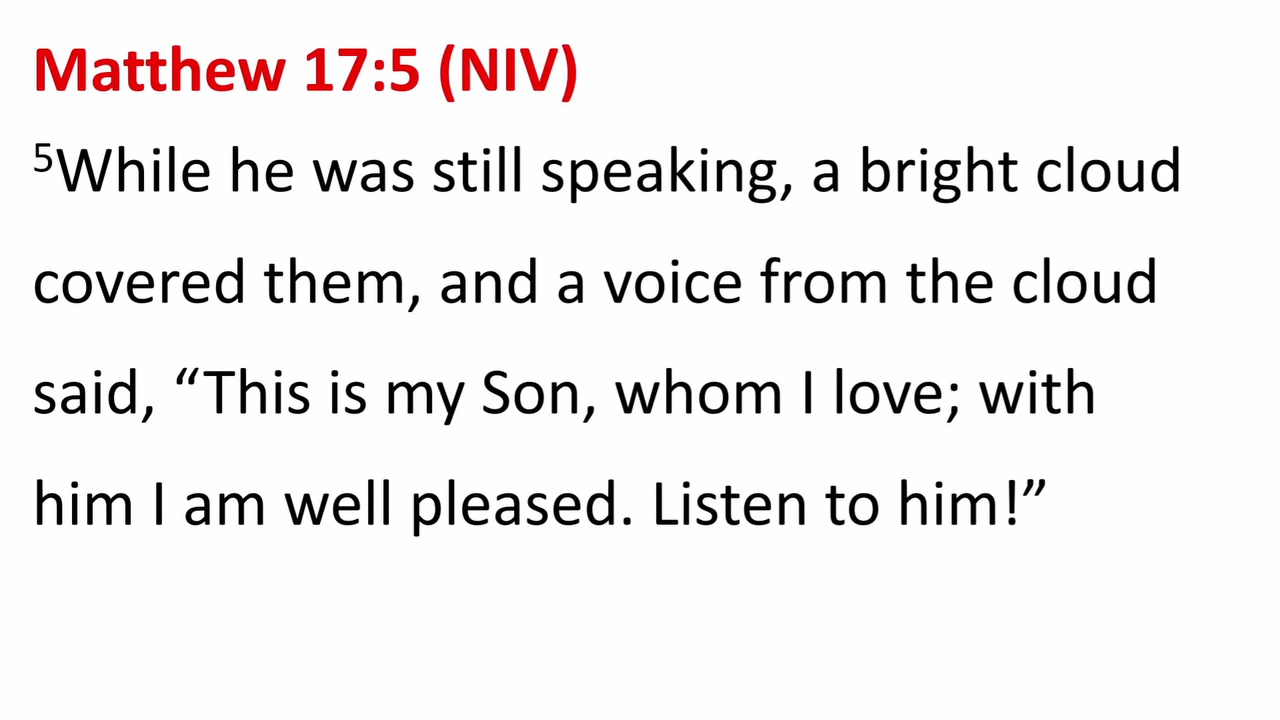 Matthew 17:5 (NIV)
⁵While he was still speaking, a bright cloud
covered them, and a voice from the cloud
said, “This is my Son, whom I love; with
him I am well pleased. Listen to him!”